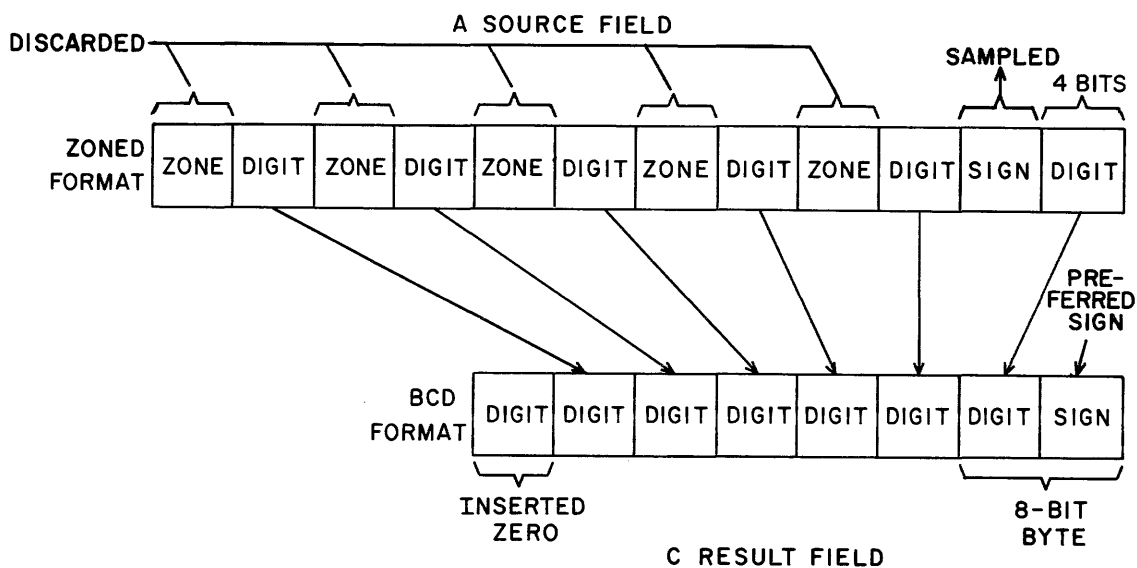 A SOURCE FIELD
DISCARDED
SAMPLED
4 BITS
ZONED
FORMAT
ZONE DIGIT ZONE DIGIT ZONE DIGIT ZONE DIGIT ZONE DIGIT SIGN DIGIT
PRE-
FERRED
SIGN
BCD
FORMAT
DIGIT DIGIT DIGIT DIGIT DIGIT DIGIT DIGIT SIGN
INSERTED
ZERO
8-BIT
BYTE
C RESULT FIELD